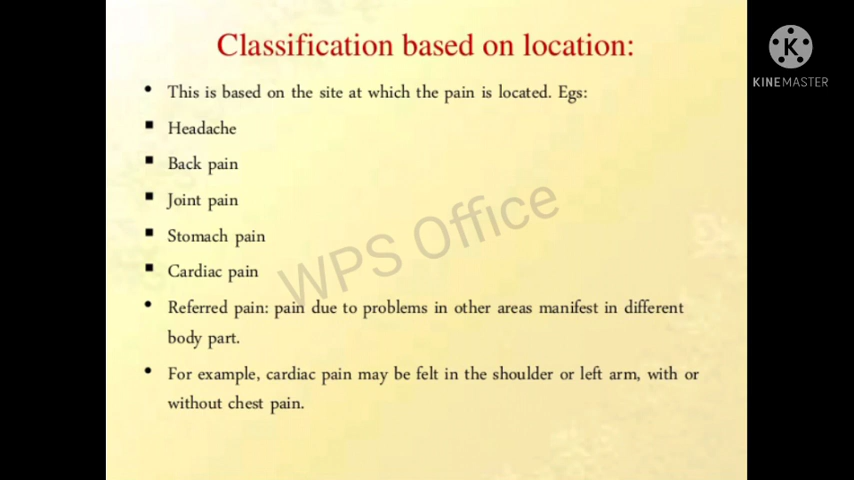 Classification based on location:
• This is based on the site at which the pain is located. Egs:
▪ Headache
▪ Back pain
▪ Joint pain
▪ Stomach pain
▪ Cardiac pain
• Referred pain: pain due to problems in other areas manifest in different
body part.
• For example, cardiac pain may be felt in the shoulder or left arm, with or
without chest pain.
WPS Office
K
KINEMASTER